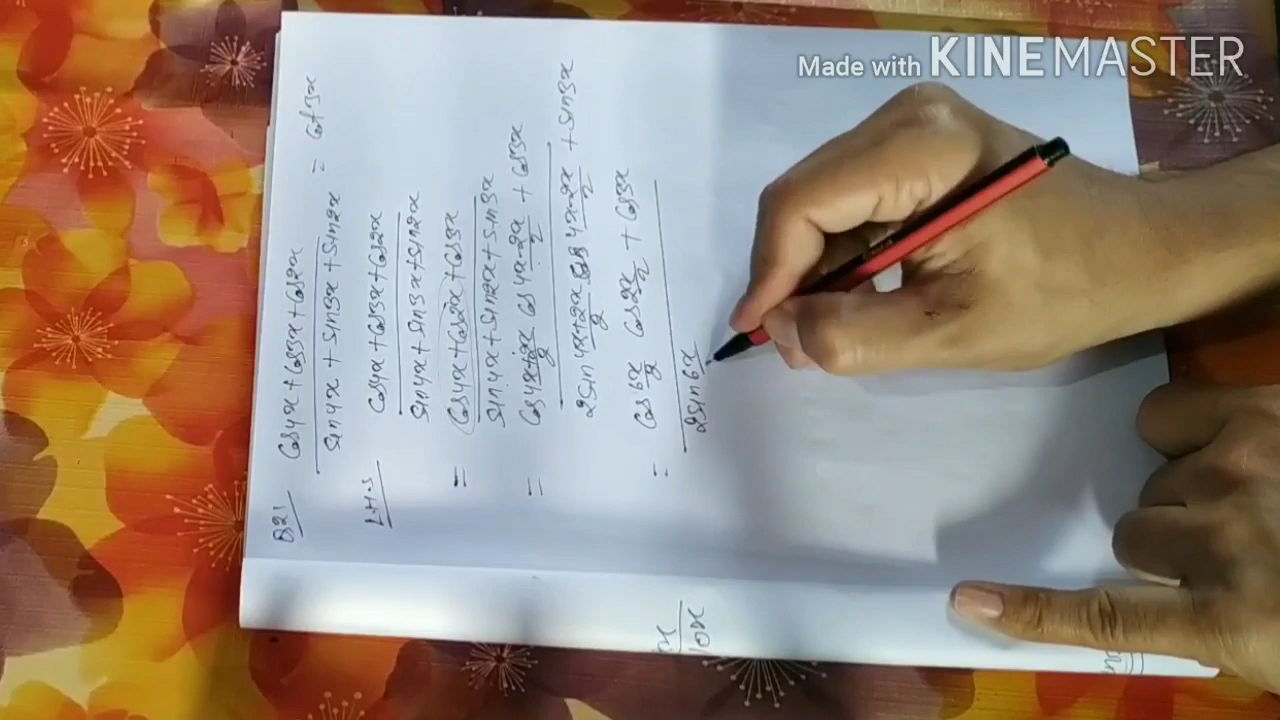 Made with KINEMASTER
Q21 cos4x + cos3x + cos2x / sin4x + sin3x + sin2x = cot3x
L.H.S cos4x + cos3x + cos2x / sin4x + sin3x + sin2x
= cos4x + cos2x + cos3x / sin4x + sin2x + sin3x
= cos 4x+2x/2 cos 4x-2x/2 + cos3x / 2sin 4x+2x/2 cos 4x-2x/2 + sin3x
= cos 6x/2 cos 2x/2 + cos3x / 2sin 6x
x / 10x